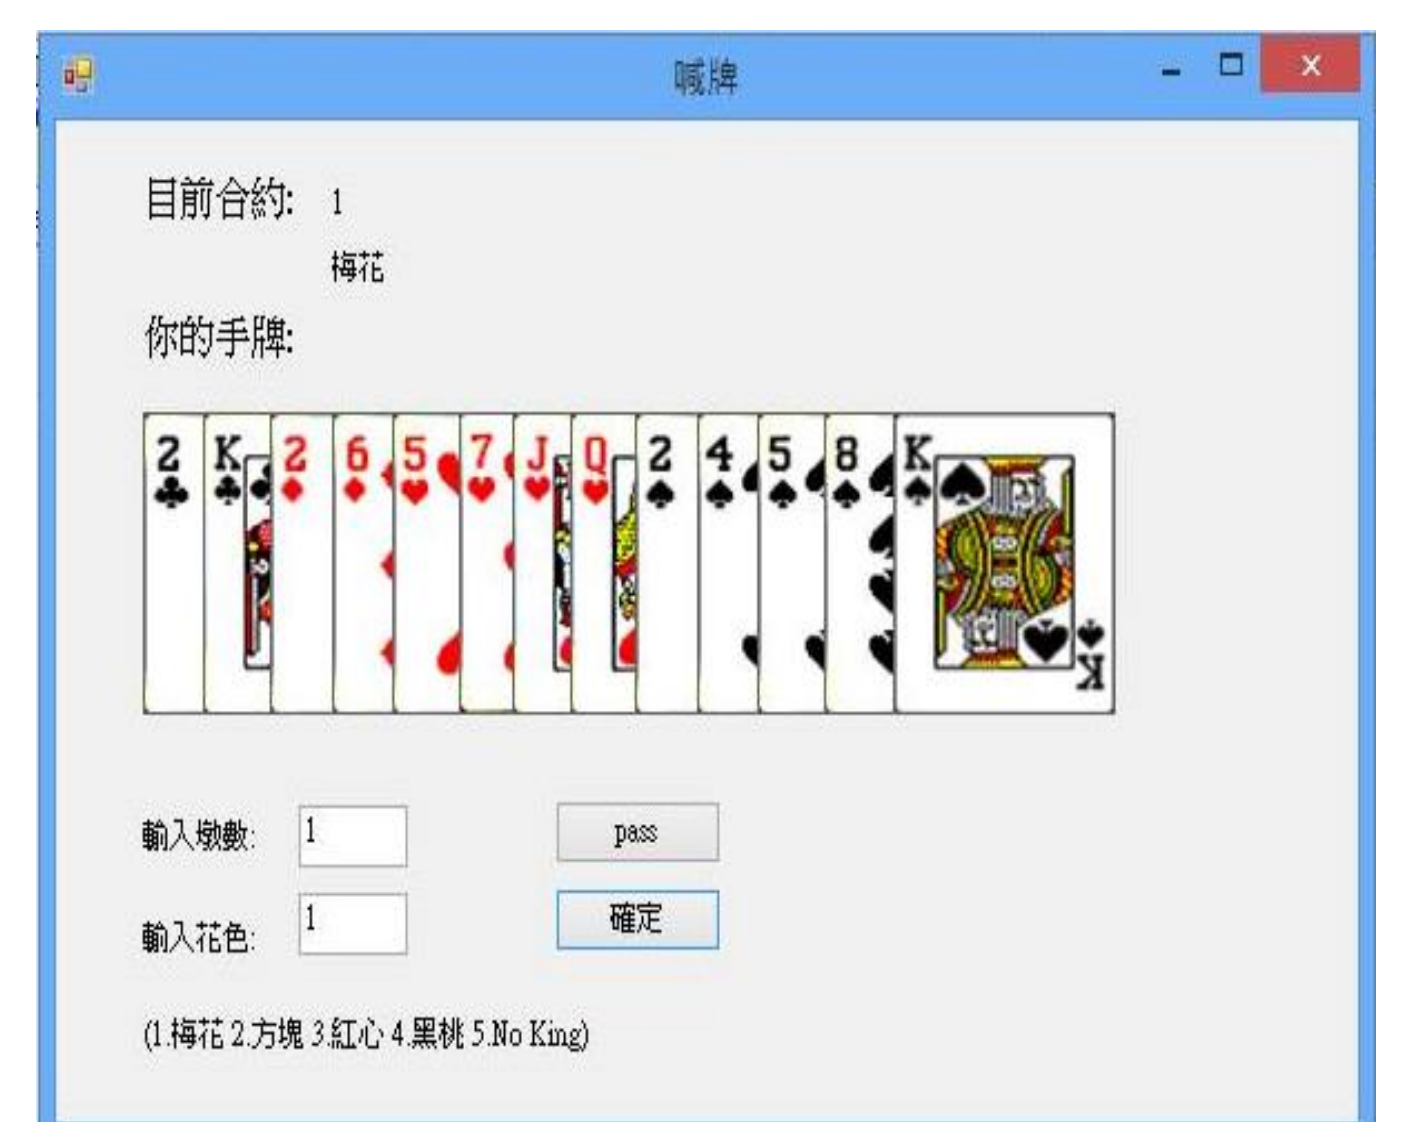 喊牌
目前合約: 1
梅花
你的手牌:
2 K 2 6 5 7 J Q 2 4 5 8 K
K
輸入墩數: 1 pass
輸入花色: 1 確定
(1.梅花 2.方塊 3.紅心 4.黑桃 5.No King)